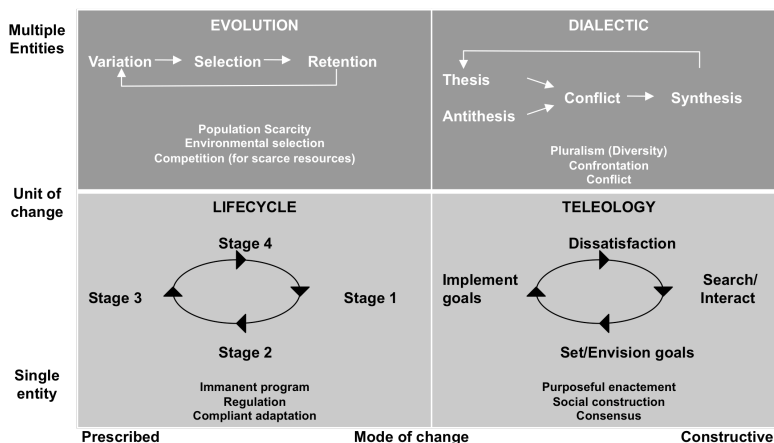 Multiple
Entities
EVOLUTION
Variation
Selection
Retention
Population Scarcity
Environmental selection
Competition (for scarce resources)
DIALECTIC
Thesis
Antithesis
Conflict
Synthesis
Pluralism (Diversity)
Confrontation
Conflict
Unit of
change
LIFECYCLE
Stage 4
Stage 3
Stage 1
Stage 2
Immanent program
Regulation
Compliant adaptation
TELEOLOGY
Dissatisfaction
Implement
goals
Search/
Interact
Set/Envision goals
Purposeful enactement
Social construction
Consensus
Single
entity
Prescribed
Mode of change
Constructive